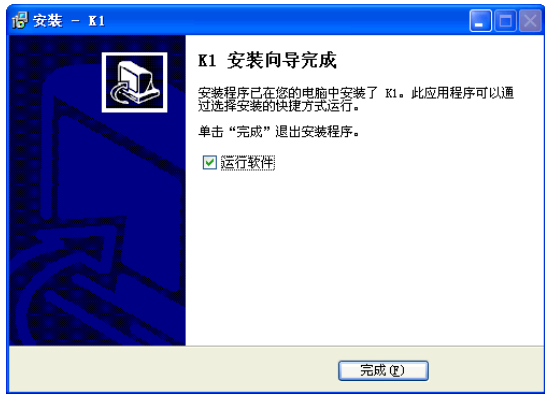 安装 - K1
K1 安装向导完成
安装程序已在您的电脑中安装了 K1。此应用程序可以通
过选择安装的快捷方式运行。
单击“完成”退出安装程序。
运行软件
完成(F)